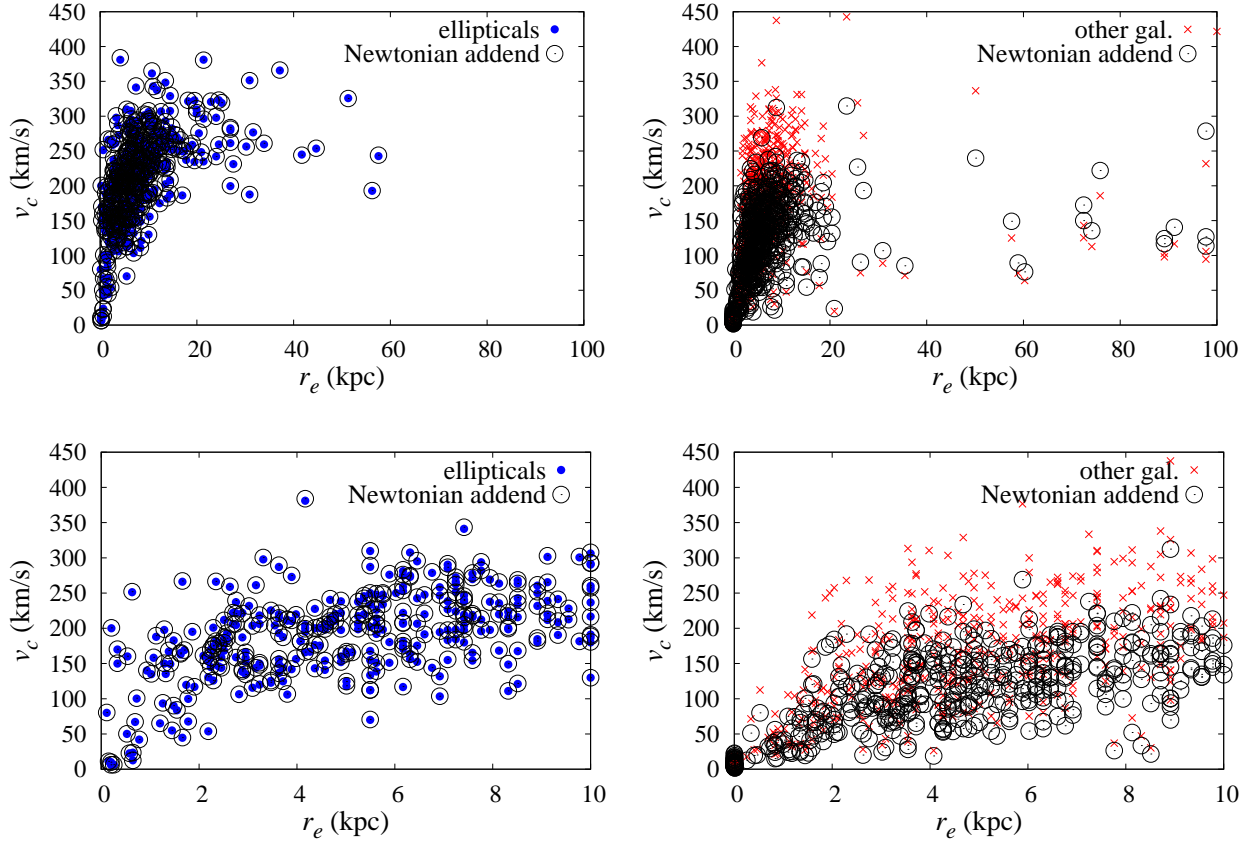 450
400
350
300
250
200
150
100
50
0
v_c (km/s)
ellipticals
Newtonian addend
0 20 40 60 80 100
r_e (kpc)
450
400
350
300
250
200
150
100
50
0
v_c (km/s)
other gal.
Newtonian addend
0 20 40 60 80 100
r_e (kpc)
450
400
350
300
250
200
150
100
50
0
v_c (km/s)
ellipticals
Newtonian addend
0 2 4 6 8 10
r_e (kpc)
450
400
350
300
250
200
150
100
50
0
v_c (km/s)
other gal.
Newtonian addend
0 2 4 6 8 10
r_e (kpc)